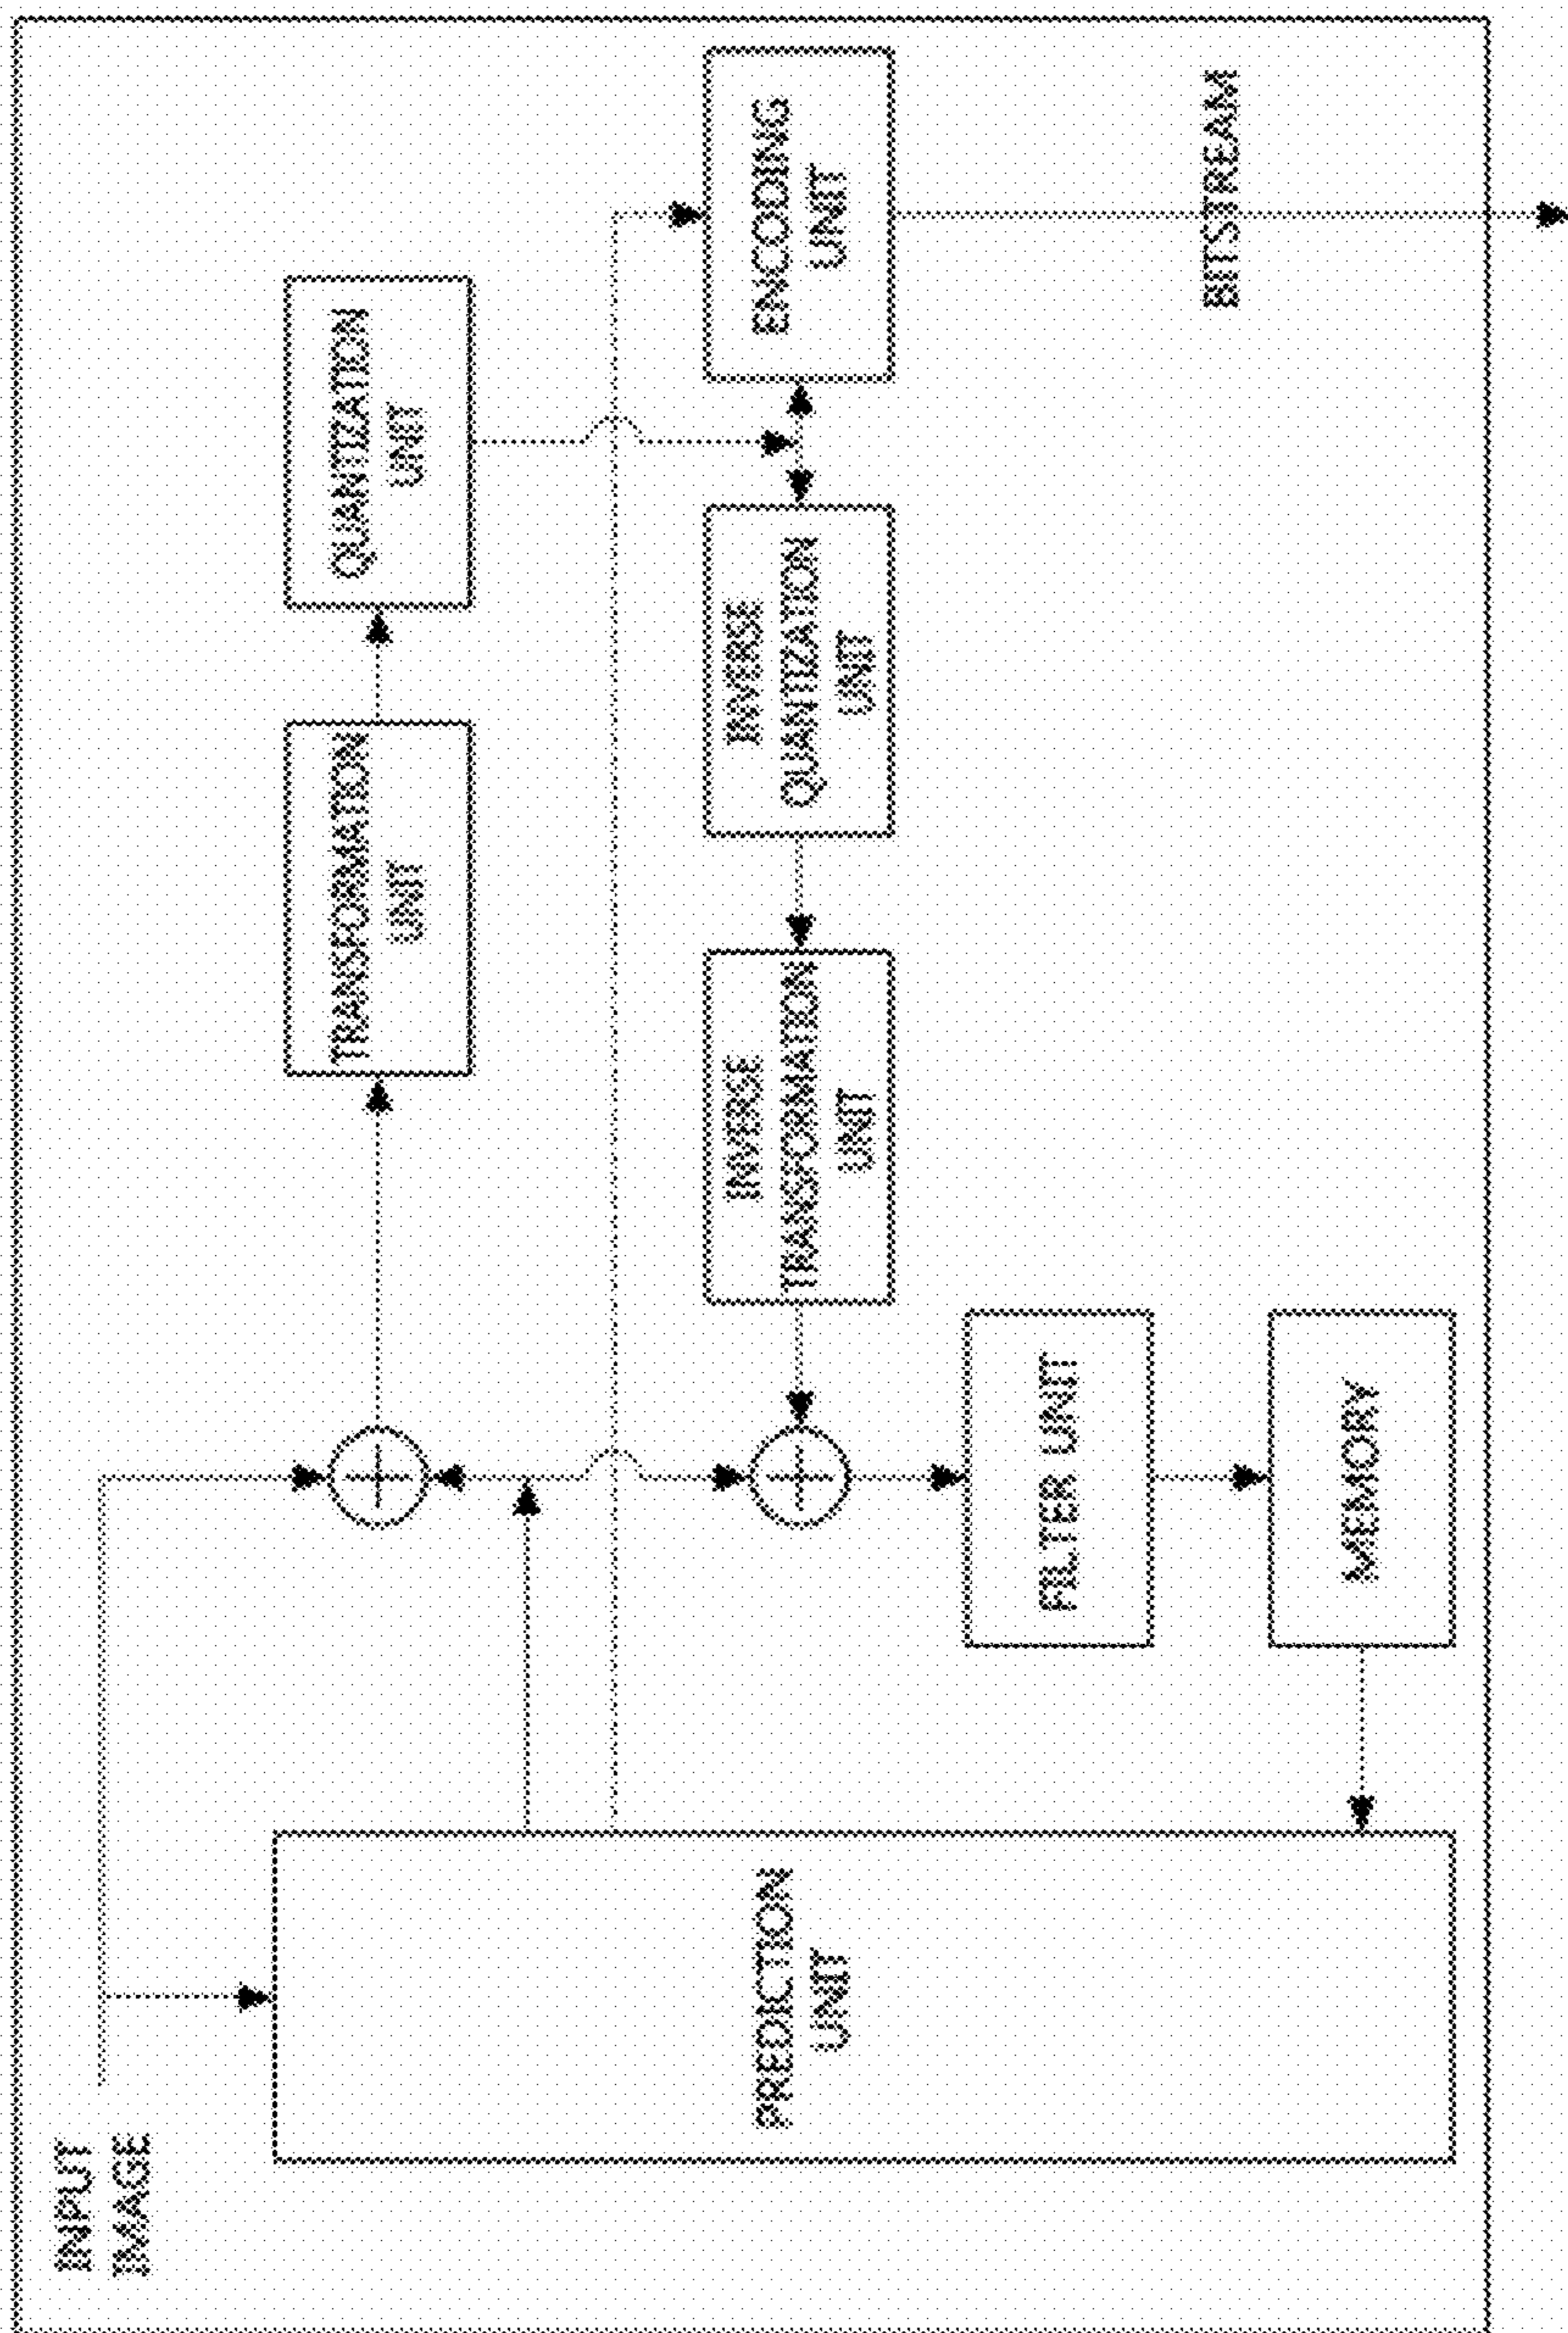 INPUT
IMAGE
PREDICTION
UNIT
TRANSFORMATION
UNIT
QUANTIZATION
UNIT
INVERSE
TRANSFORMATION
UNIT
INVERSE
QUANTIZATION
UNIT
ENCODING
UNIT
FILTER UNIT
MEMORY
BITSTREAM